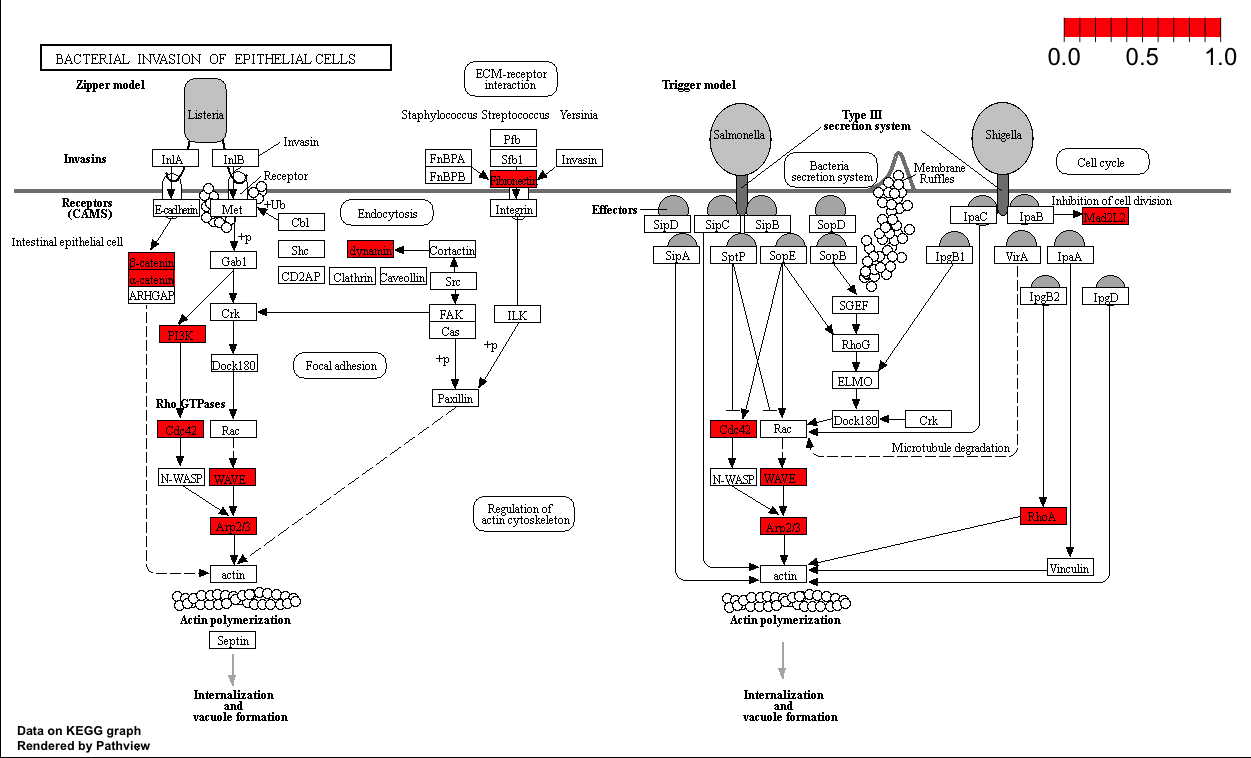 0.0 0.5 1.0
BACTERIAL INVASION OF EPITHELIAL CELLS
Zipper model
Listeria
ECM-receptor
interaction
Staphylococcus Streptococcus Yersinia
Invasin
Invasins
InlA
InlB
Pfb
FnBPA
Sfb1
Invasin
FnBPB
Fibronectin
Receptor
Receptors
(CAMS)
E-cadherin
Met
+Ub
Cbl
Endocytosis
Integrin
Intestinal epithelial cell
+p
Shc
dynamin
Cortactin
β-catenin
α-catenin
ARHGAP
Gab1
CD2AP
Clathrin
Caveollin
Src
Crk
FAK
Cas
ILK
PI3K
+p
+p
Dock180
Focal adhesion
Paxillin
Rho GTPases
Cdc42
Rac
N-WASP
WAVE
Arp2/3
Regulation of
actin cytoskeleton
actin
Actin polymerization
Septin
Internalization
and
vacuole formation
Trigger model
Salmonella
Type III
secretion system
Shigella
Bacteria
secretion system
Membrane
Ruffles
Cell cycle
Effectors
SipD
SipC
SipB
SopD
IpaC
IpaB
Inhibition of cell division
Mad2L2
SipA
SptP
SopE
SopB
IpgB1
VirA
IpaA
IpgB2
IpgD
SGEF
RhoG
ELMO
Dock180
Crk
Cdc42
Rac
Microtubule degradation
N-WASP
WAVE
Arp2/3
RhoA
actin
Vinculin
Actin polymerization
Internalization
and
vacuole formation
Data on KEGG graph
Rendered by Pathview